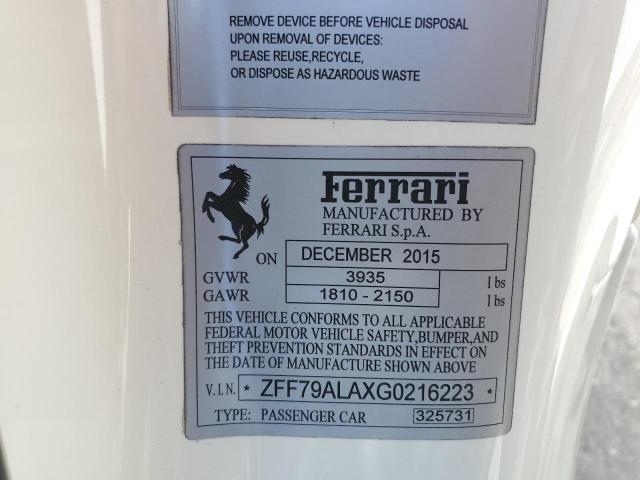 REMOVE DEVICE BEFORE VEHICLE DISPOSAL
UPON REMOVAL OF DEVICES:
PLEASE REUSE,RECYCLE,
OR DISPOSE AS HAZARDOUS WASTE
Ferrari
MANUFACTURED BY
FERRARI S.p.A.
ON DECEMBER 2015
GVWR 3935 lbs
GAWR 1810 - 2150 lbs
THIS VEHICLE CONFORMS TO ALL APPLICABLE
FEDERAL MOTOR VEHICLE SAFETY,BUMPER,AND
THEFT PREVENTION STANDARDS IN EFFECT ON
THE DATE OF MANUFACTURE SHOWN ABOVE
V.I.N. * ZFF79ALAXG0216223 *
TYPE: PASSENGER CAR 325731